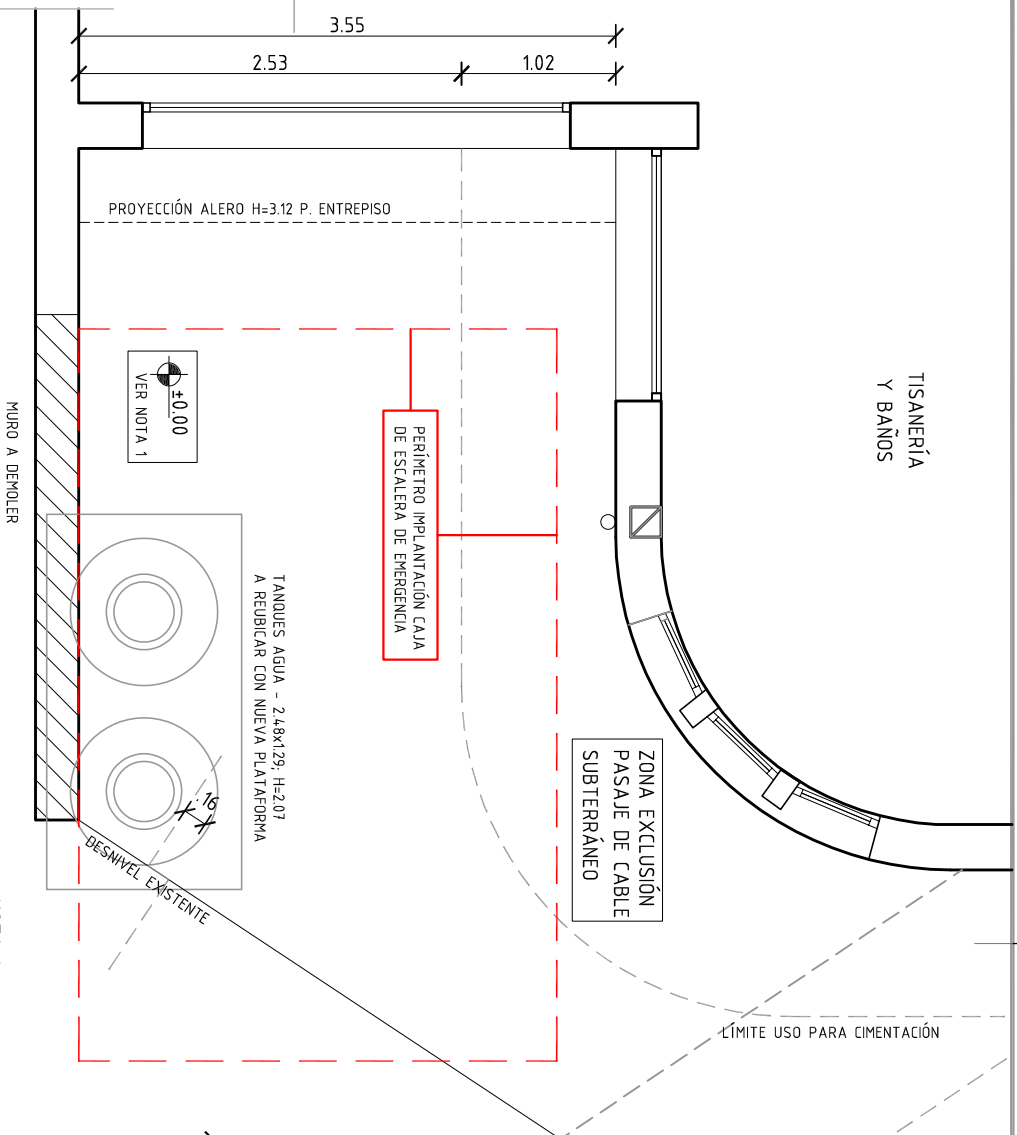 3.55
2.53
1.02
PROYECCIÓN ALERO H=3.12 P. ENTREPISO
TISANERÍA
Y BAÑOS
±0.00
VER NOTA 1
PERÍMETRO IMPLANTACIÓN CAJA
DE ESCALERA DE EMERGENCIA
MURO A DEMOLER
TANQUES AGUA - 2.48x1.29; H=2.07
A REUBICAR CON NUEVA PLATAFORMA
.16
DESNIVEL EXISTENTE
ZONA EXCLUSIÓN
PASAJE DE CABLE
SUBTERRÁNEO
LÍMITE USO PARA CIMENTACIÓN